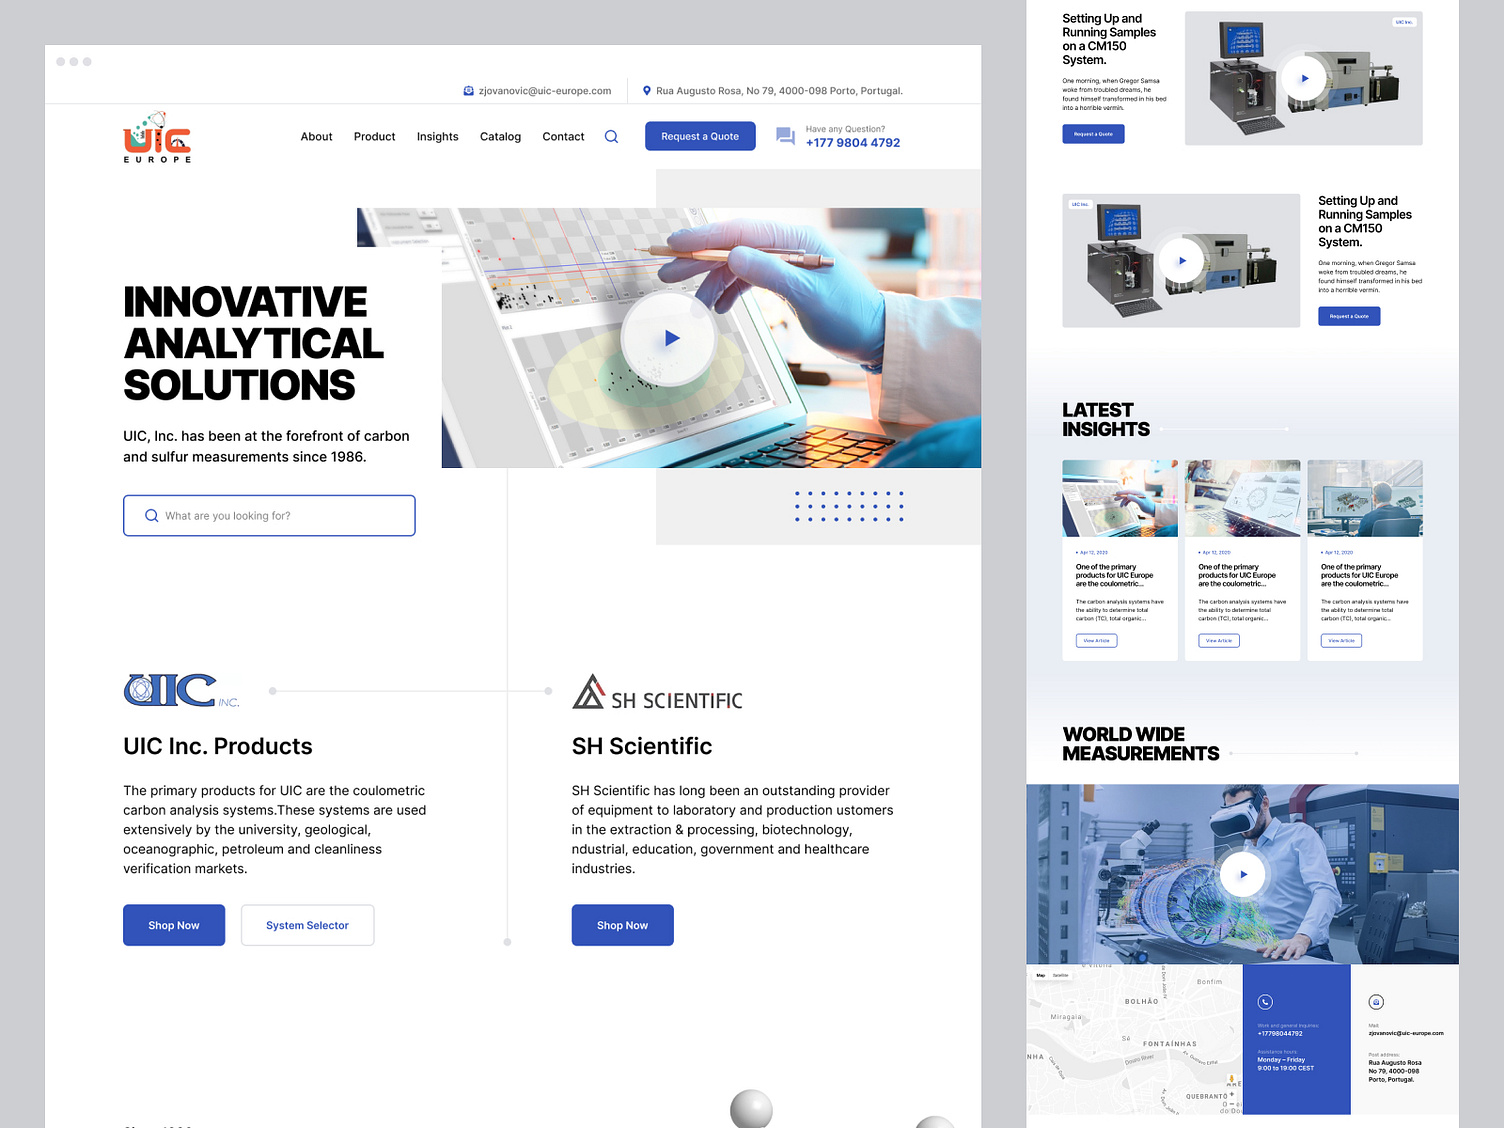 zjovanovic@uic-europe.com
Rua Augusto Rosa, No 79, 4000-098 Porto, Portugal.
UIC
EUROPE
About
Product
Insights
Catalog
Contact
Request a Quote
Have any Question?
+177 9804 4792
INNOVATIVE
ANALYTICAL
SOLUTIONS
UIC, Inc. has been at the forefront of carbon
and sulfur measurements since 1986.
What are you looking for?
UIC INC.
UIC Inc. Products
The primary products for UIC are the coulometric
carbon analysis systems.These systems are used
extensively by the university, geological,
oceanographic, petroleum and cleanliness
verification markets.
Shop Now
System Selector
SH SCIENTIFIC
SH Scientific
SH Scientific has long been an outstanding provider
of equipment to laboratory and production ustomers
in the extraction & processing, biotechnology,
ndustrial, education, government and healthcare
industries.
Shop Now
Setting Up and
Running Samples
on a CM150
System.
One morning, when Gregor Samsa
woke from troubled dreams, he
found himself transformed in his bed
into a horrible vermin.
Request a Quote
UIC Inc.
UIC Inc.
Setting Up and
Running Samples
on a CM150
System.
One morning, when Gregor Samsa
woke from troubled dreams, he
found himself transformed in his bed
into a horrible vermin.
Request a Quote
LATEST
INSIGHTS
Apr 12, 2020
One of the primary
products for UIC Europe
are the coulometric...
The carbon analysis systems have
the ability to determine total
carbon (TC), total organic...
View Article
Apr 12, 2020
One of the primary
products for UIC Europe
are the coulometric...
The carbon analysis systems have
the ability to determine total
carbon (TC), total organic...
View Article
Apr 12, 2020
One of the primary
products for UIC Europe
are the coulometric...
The carbon analysis systems have
the ability to determine total
carbon (TC), total organic...
View Article
WORLD WIDE
MEASUREMENTS
Map
Satellite
Bonfim
BOLHÃO
Miragaia
Sé
FONTAÍNHAS
Douro River
QUEBRANTÕ
Work and general inquiries:
+17798044792
Assistance hours:
Monday – Friday
9:00 to 19:00 CEST
Mail
zjovanovic@uic-europe.com
Post address:
Rua Augusto Rosa
No 79, 4000-098
Porto, Portugal.